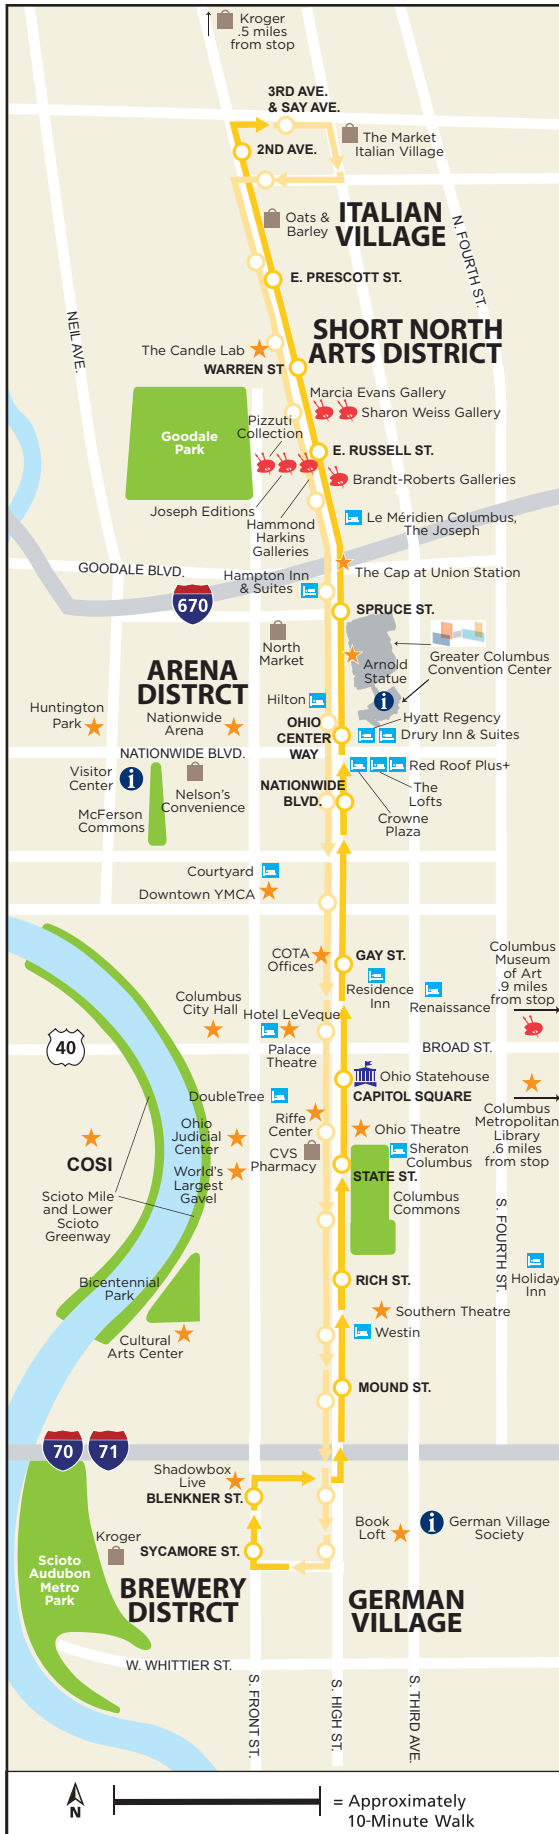 Kroger
.5 miles
from stop
3RD AVE.
& SAY AVE.
2ND AVE.
The Market
Italian Village
Oats &
Barley
ITALIAN
VILLAGE
N. FOURTH ST.
E. PRESCOTT ST.
NEIL AVE.
SHORT NORTH
ARTS DISTRICT
The Candle Lab
WARREN ST
Marcia Evans Gallery
Sharon Weiss Gallery
Pizzuti
Collection
Goodale
Park
E. RUSSELL ST.
Brandt-Roberts Galleries
Joseph Editions
Hammond
Harkins
Galleries
Le Méridien Columbus,
The Joseph
GOODALE BLVD.
The Cap at Union Station
Hampton Inn
& Suites
670
SPRUCE ST.
North
Market
Arnold
Statue
Greater Columbus
Convention Center
ARENA
DISTRCT
Hilton
Huntington
Park
Nationwide
Arena
OHIO
CENTER
WAY
Hyatt Regency
Drury Inn & Suites
NATIONWIDE BLVD.
Visitor
Center
Nelson's
Convenience
NATIONWIDE
BLVD.
Red Roof Plus+
The
Lofts
Crowne
Plaza
McFerson
Commons
Courtyard
Downtown YMCA
COTA
Offices
GAY ST.
Residence
Inn
Renaissance
Columbus
Museum
of Art
.9 miles
from stop
Columbus
City Hall
Hotel LeVeque
Palace
Theatre
40
BROAD ST.
Ohio Statehouse
CAPITOL SQUARE
DoubleTree
Riffe
Center
Ohio Theatre
Columbus
Metropolitan
Library
.6 miles
from stop
Ohio
Judicial
Center
CVS
Pharmacy
Sheraton
Columbus
COSI
World's
Largest
Gavel
STATE ST.
Columbus
Commons
Scioto Mile
and Lower
Scioto
Greenway
S. FOURTH ST.
Holiday
Inn
Bicentennial
Park
RICH ST.
Southern Theatre
Westin
Cultural
Arts Center
MOUND ST.
70
71
Shadowbox
Live
BLENKNER ST.
Book
Loft
German Village
Society
Kroger
SYCAMORE ST.
Scioto
Audubon
Metro
Park
BREWERY
DISTRCT
GERMAN
VILLAGE
W. WHITTIER ST.
S. FRONT ST.
S. HIGH ST.
S. THIRD AVE.
N
= Approximately
10-Minute Walk